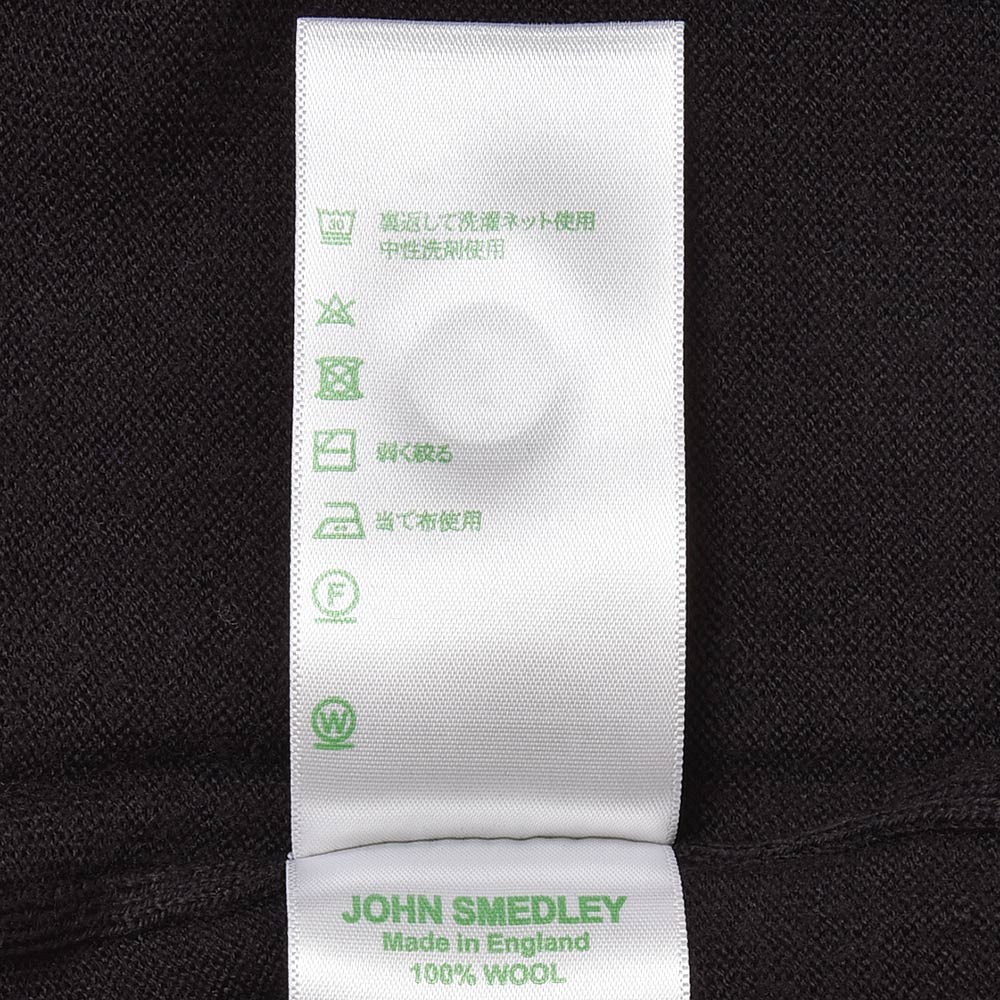 30
裏返して洗濯ネット使用
中性洗剤使用
弱く絞る
当て布使用
F
W
JOHN SMEDLEY
Made in England
100% WOOL